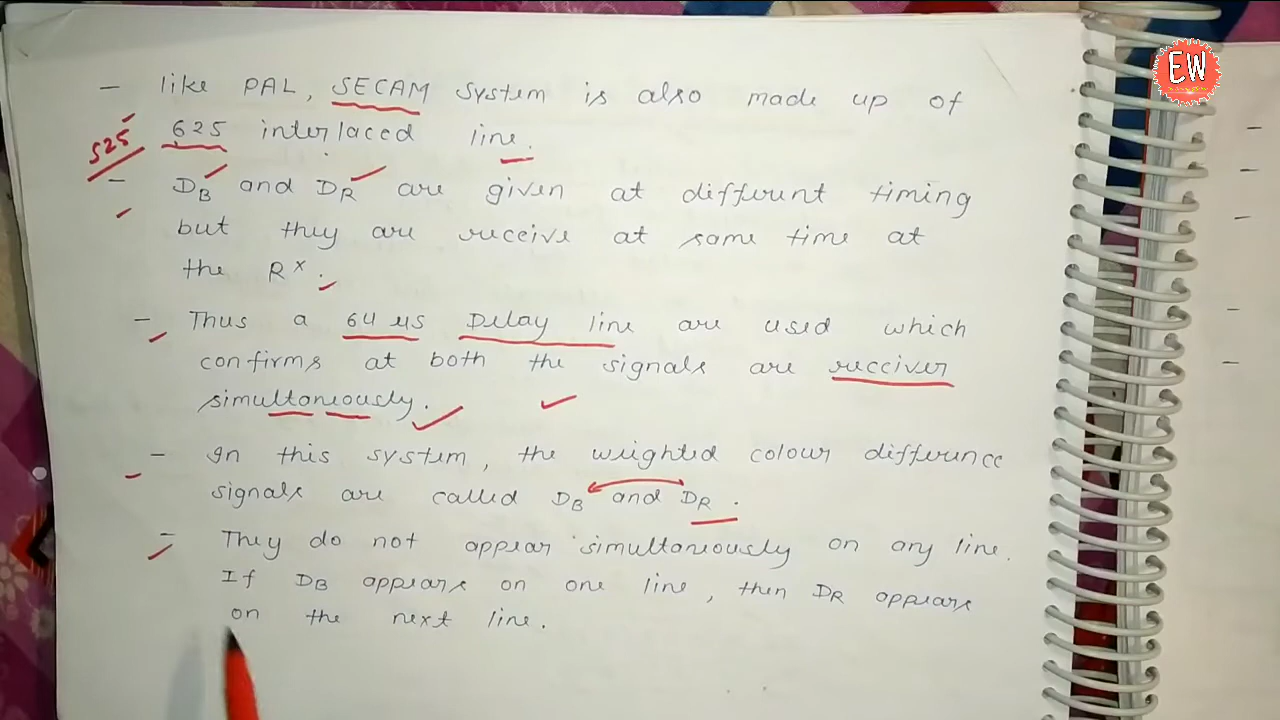 - like PAL, SECAM system is also made up of
525 625 interlaced line.
- DB and DR are given at different timing
but they are receive at same time at
the Rx.
- Thus a 64 us Delay line are used which
confirms at both the signals are reciiver
simultaneously.
- In this system, the weighted colour difference
signals are called DB and DR.
- They do not appear simultaneously on any line.
If DB appears on one line, then DR appears
on the next line.
EW